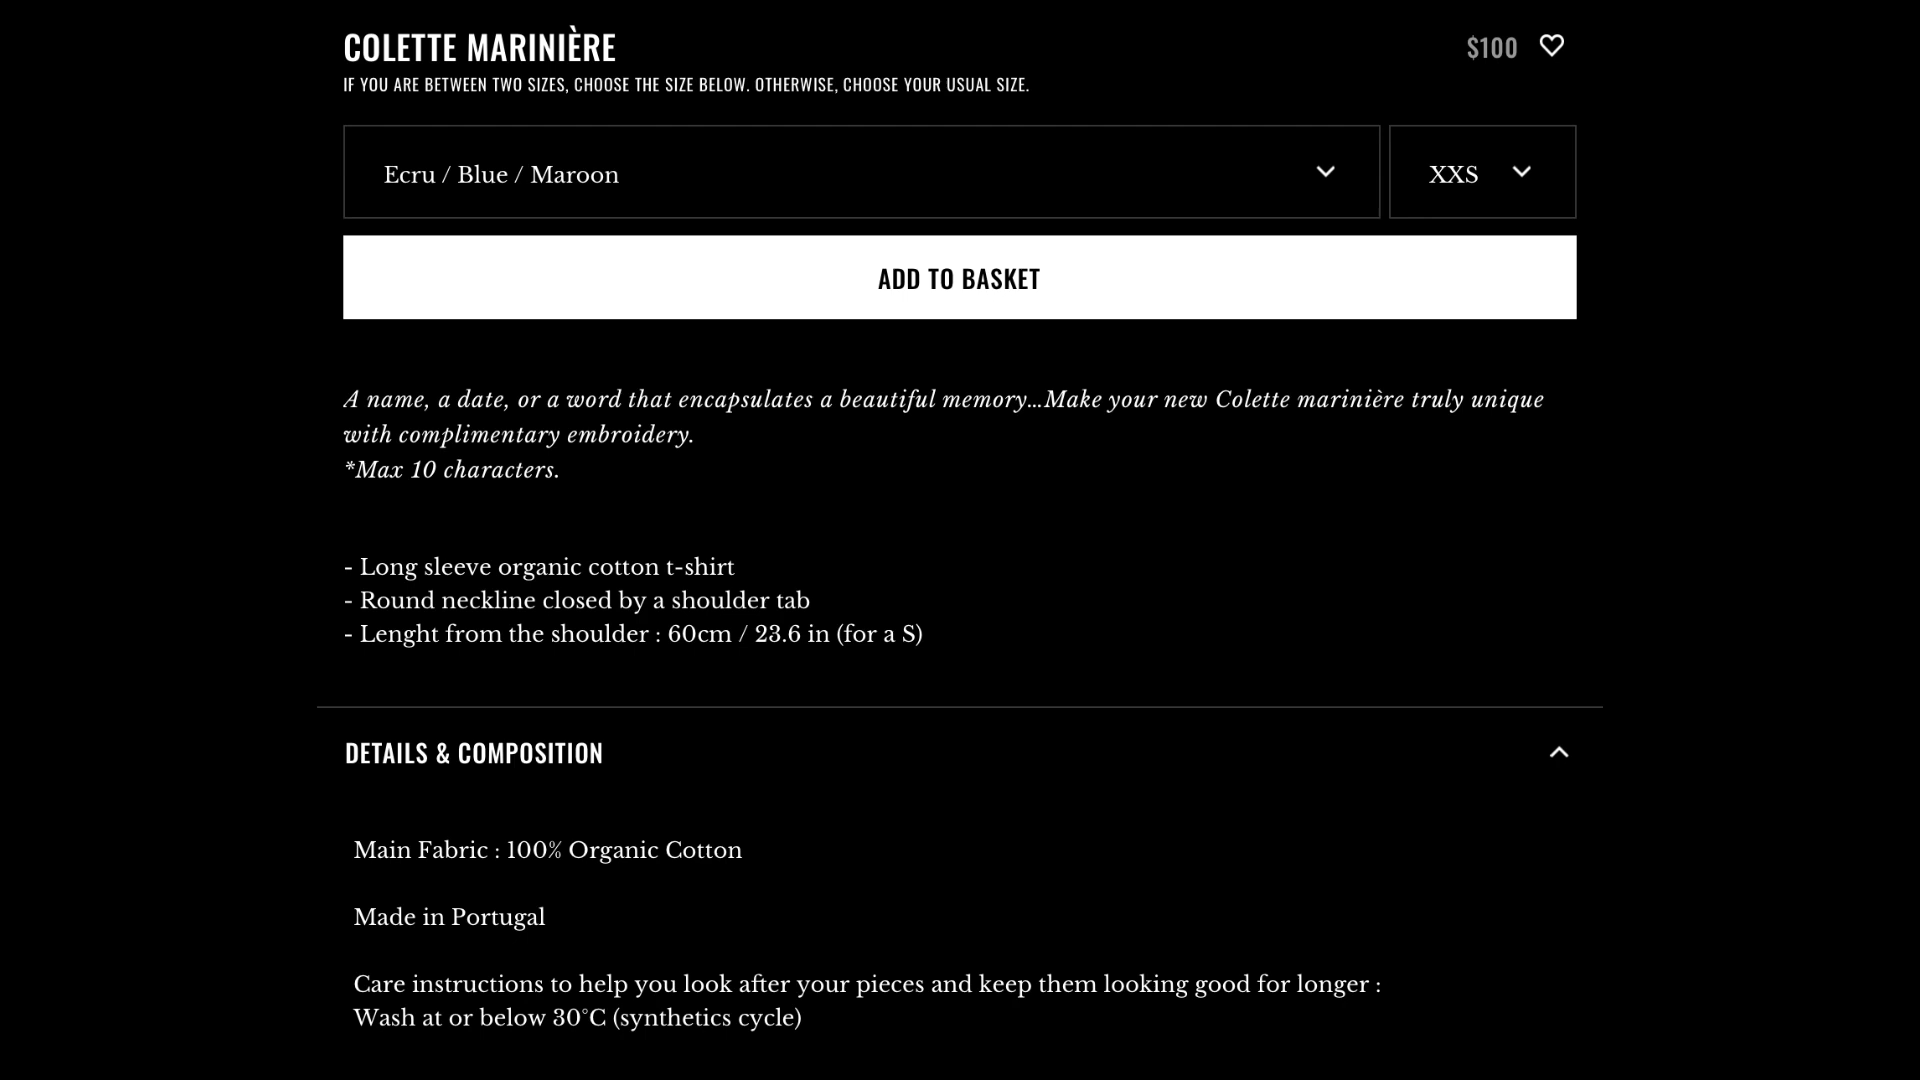 COLETTE MARINIÈRE
$100
IF YOU ARE BETWEEN TWO SIZES, CHOOSE THE SIZE BELOW. OTHERWISE, CHOOSE YOUR USUAL SIZE.
Ecru / Blue / Maroon
XXS
ADD TO BASKET
A name, a date, or a word that encapsulates a beautiful memory...Make your new Colette marinière truly unique
with complimentary embroidery.
*Max 10 characters.
- Long sleeve organic cotton t-shirt
- Round neckline closed by a shoulder tab
- Lenght from the shoulder : 60cm / 23.6 in (for a S)
DETAILS & COMPOSITION
Main Fabric : 100% Organic Cotton
Made in Portugal
Care instructions to help you look after your pieces and keep them looking good for longer :
Wash at or below 30°C (synthetics cycle)